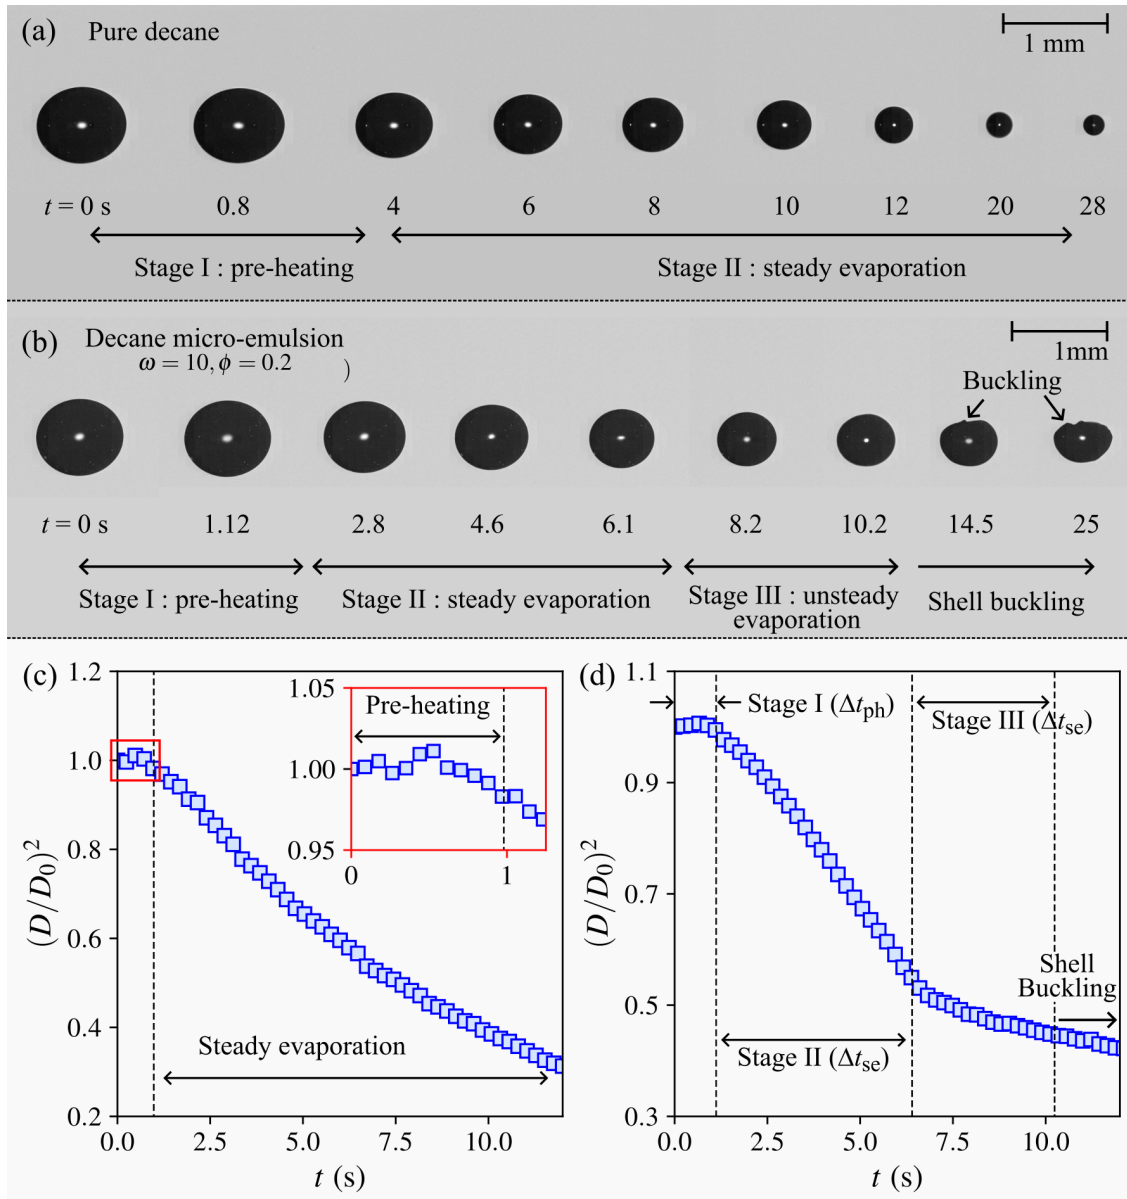 (a) Pure decane
1 mm
t = 0 s 0.8 4 6 8 10 12 20 28
Stage I : pre-heating Stage II : steady evaporation
(b) Decane micro-emulsion
ω = 10, ϕ = 0.2 )
1mm
Buckling
t = 0 s 1.12 2.8 4.6 6.1 8.2 10.2 14.5 25
Stage I : pre-heating Stage II : steady evaporation Stage III : unsteady evaporation Shell buckling
(c)
1.2
1.0
0.8
0.6
0.4
0.2
(D/D₀)²
1.05
1.00
0.95
Pre-heating
0 1
Steady evaporation
0.0 2.5 5.0 7.5 10.0
t (s)
(d)
1.1
0.9
0.7
0.5
0.3
(D/D₀)²
Stage I (Δt_ph)
Stage III (Δt_se)
Shell
Buckling
Stage II (Δt_se)
0.0 2.5 5.0 7.5 10.0
t (s)